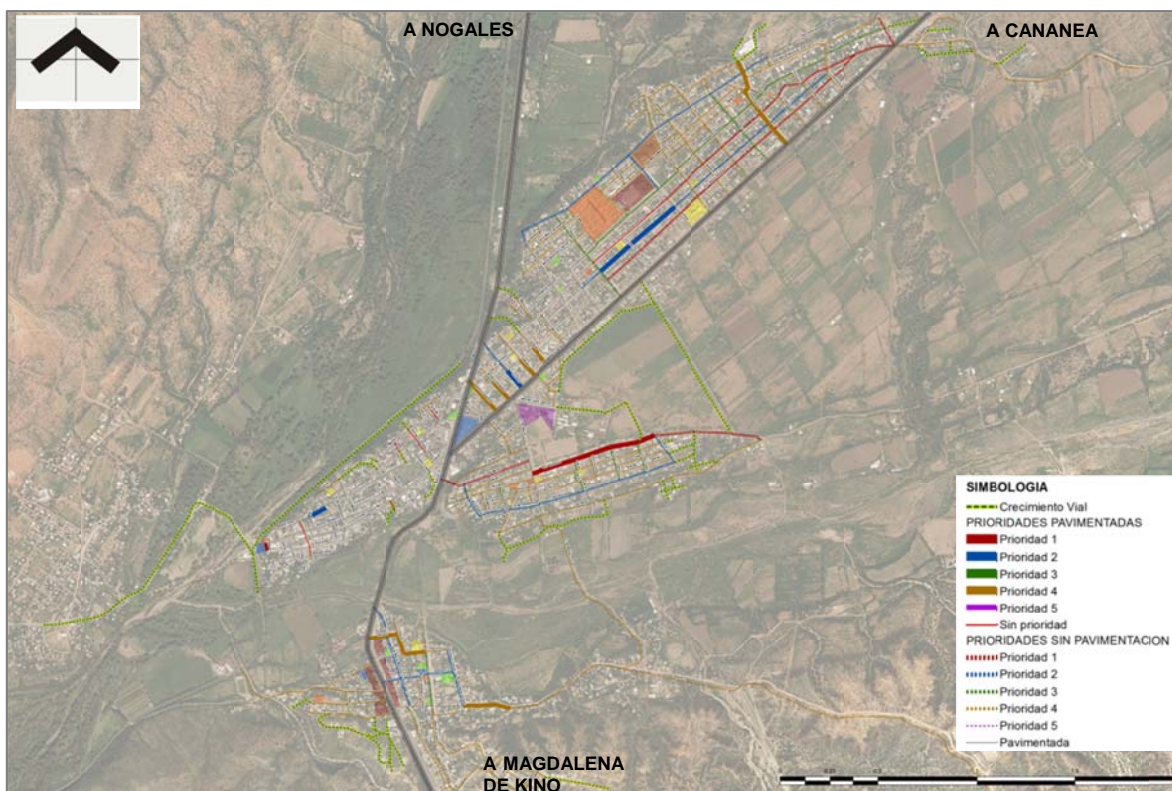 A NOGALES
A CANANEA
SIMBOLOGIA
Crecimiento Vial
PRIORIDADES PAVIMENTADAS
Prioridad 1
Prioridad 2
Prioridad 3
Prioridad 4
Prioridad 5
Sin prioridad
PRIORIDADES SIN PAVIMENTACION
Prioridad 1
Prioridad 2
Prioridad 3
Prioridad 4
Prioridad 5
Pavimentada
A MAGDALENA
DE KINO